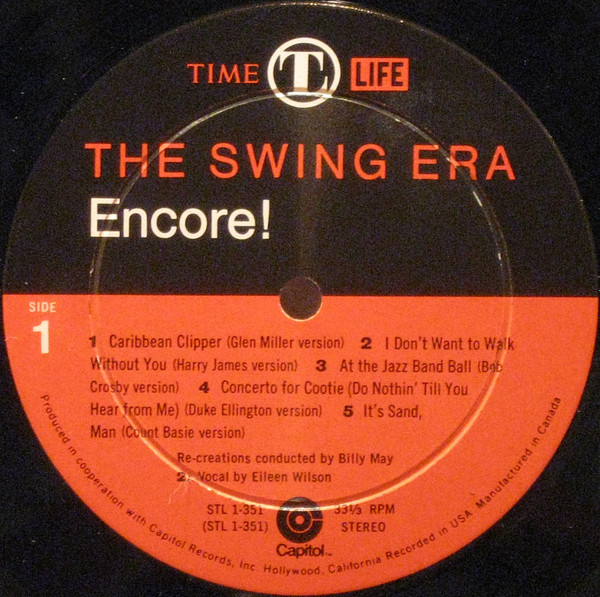 TIME TL LIFE
THE SWING ERA
Encore!
SIDE
1
1 Caribbean Clipper (Glen Miller version) 2 I Don't Want to Walk
Without You (Harry James version) 3 At the Jazz Band Ball (Bob
Crosby version) 4 Concerto for Cootie (Do Nothin' Till You
Hear from Me) (Duke Ellington version) 5 It's Sand,
Man (Count Basie version)
Re-creations conducted by Billy May
2. Vocal by Eileen Wilson
STL 1-351 33⅓ RPM
(STL 1-351) STEREO
Capitol™
Produced in cooperation with Capitol Records, Inc. Hollywood, California Recorded in USA. Manufactured in Canada